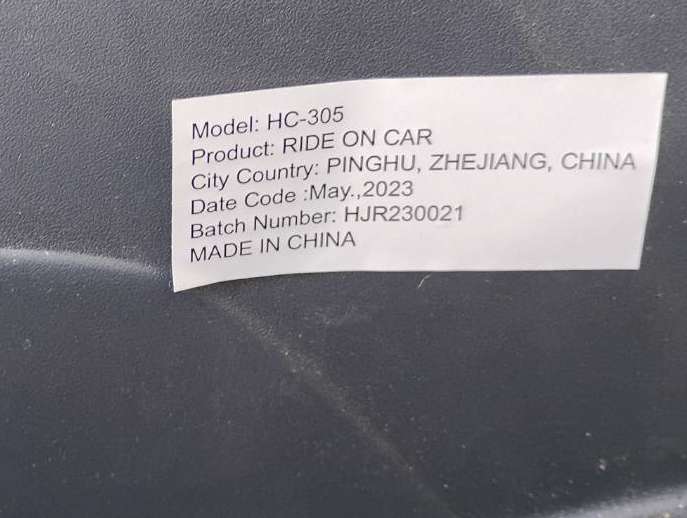 Model: HC-305
Product: RIDE ON CAR
City Country: PINGHU, ZHEJIANG, CHINA
Date Code :May.,2023
Batch Number: HJR230021
MADE IN CHINA